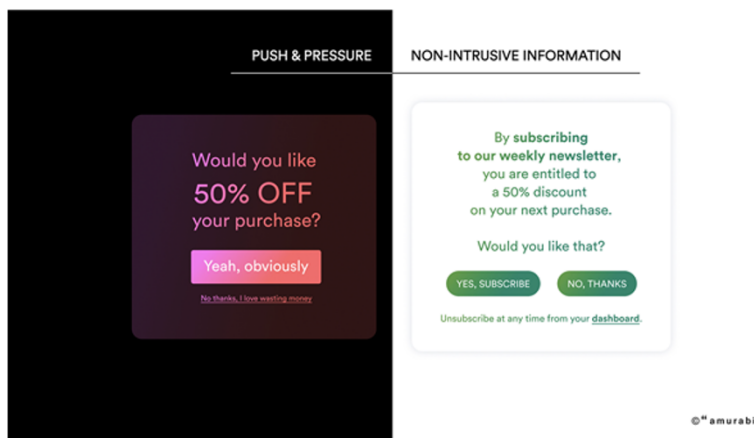 PUSH & PRESSURE
Would you like
50% OFF
your purchase?
Yeah, obviously
No thanks, I love wasting money
NON-INTRUSIVE INFORMATION
By subscribing
to our weekly newsletter,
you are entitled to
a 50% discount
on your next purchase.
Would you like that?
YES, SUBSCRIBE
NO, THANKS
Unsubscribe at any time from your dashboard.
© amurabi